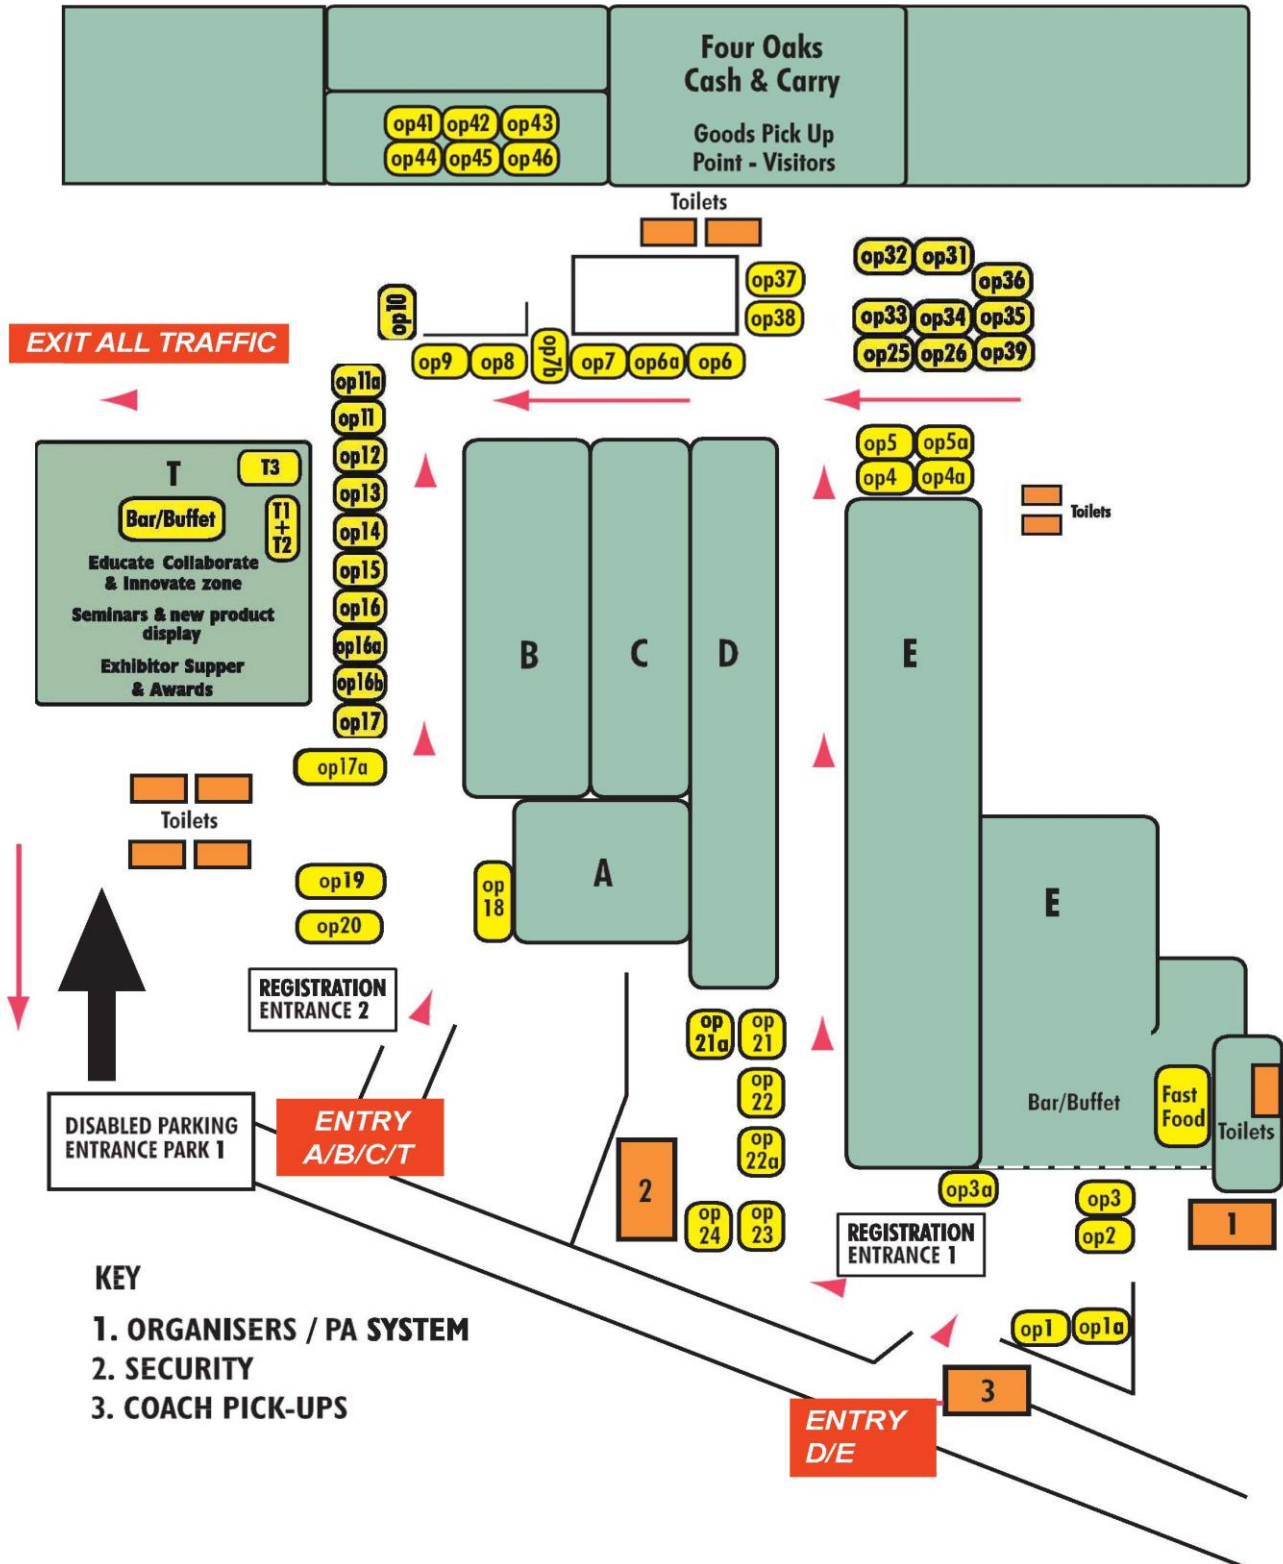 Four Oaks
Cash & Carry
Goods Pick Up
Point - Visitors
op41 op42 op43
op44 op45 op46
Toilets
op32 op31
op36
op37
op38
op10
op33 op34 op35
op25 op26 op39
EXIT ALL TRAFFIC
op9 op8 op7b op7 op6a op6
op11a
op11
op12
op13
op14
op15
op16
op16a
op16b
op17
op17a
op5 op5a
op4 op4a
Toilets
T
T3
Bar/Buffet
T1
+
T2
Educate Collaborate
& Innovate zone
Seminars & new product
display
Exhibitor Supper
& Awards
B
C
D
E
Toilets
A
E
op
18
op19
op20
REGISTRATION
ENTRANCE 2
op
21a
op
21
op
22
op
22a
op
24
op
23
Bar/Buffet
Fast
Food
Toilets
DISABLED PARKING
ENTRANCE PARK 1
ENTRY
A/B/C/T
2
op3a
op3
op2
1
REGISTRATION
ENTRANCE 1
op1 op1a
3
ENTRY
D/E
KEY
1. ORGANISERS / PA SYSTEM
2. SECURITY
3. COACH PICK-UPS